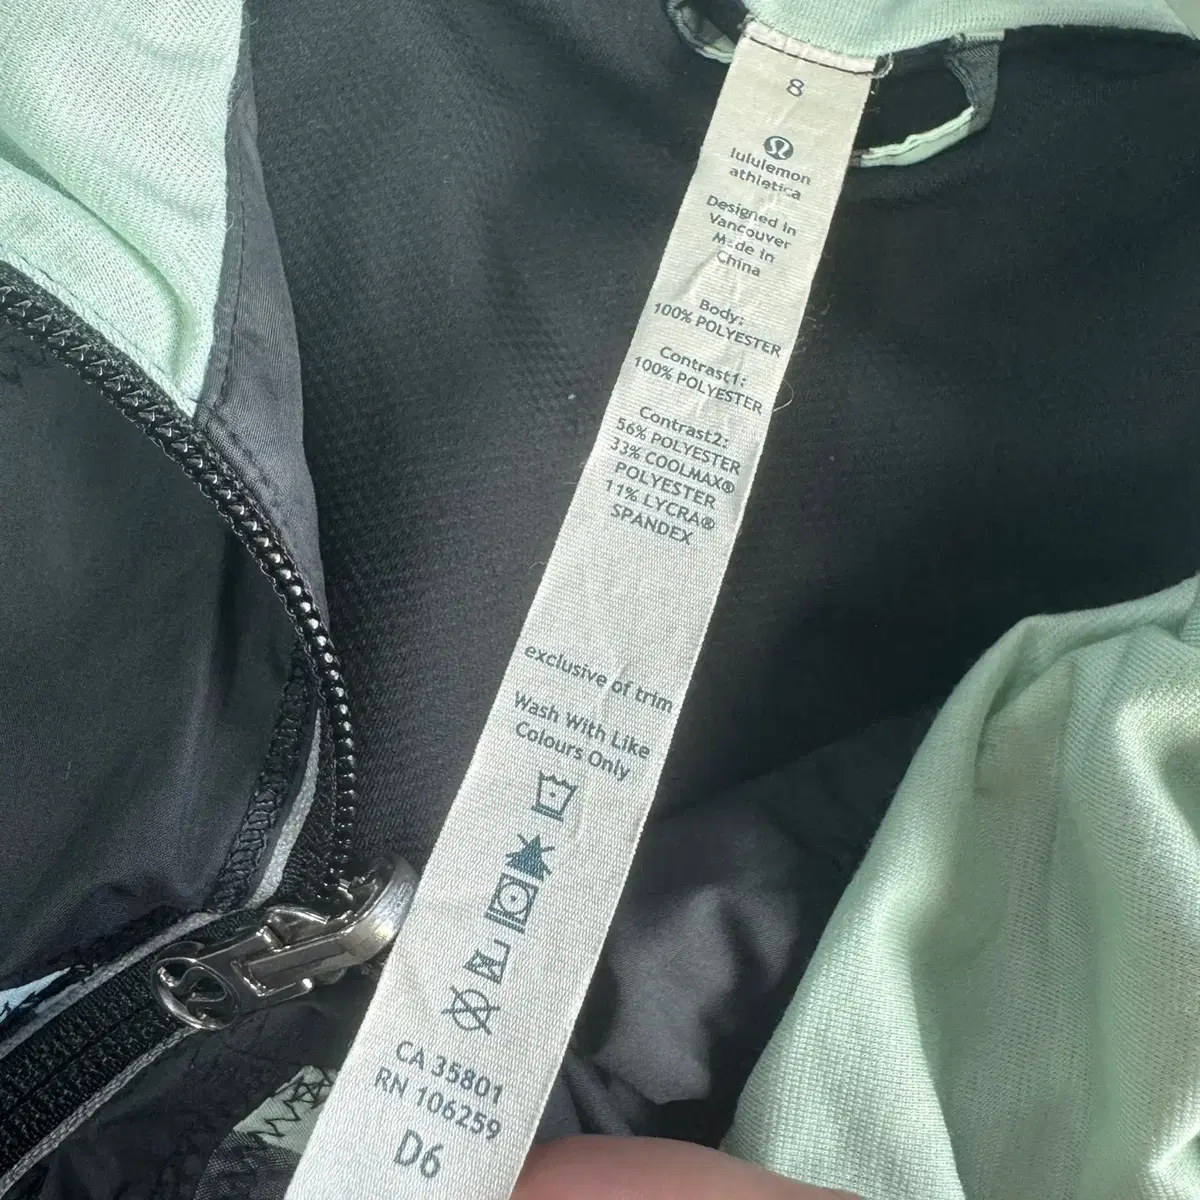 8
lululemon
athletica
Designed in
Vancouver
Made in
China
Body:
100% POLYESTER
Contrast1:
100% POLYESTER
Contrast2:
56% POLYESTER
33% COOLMAX®
POLYESTER
11% LYCRA®
SPANDEX
exclusive of trim
Wash With Like
Colours Only
CA 35801
RN 106259
D6